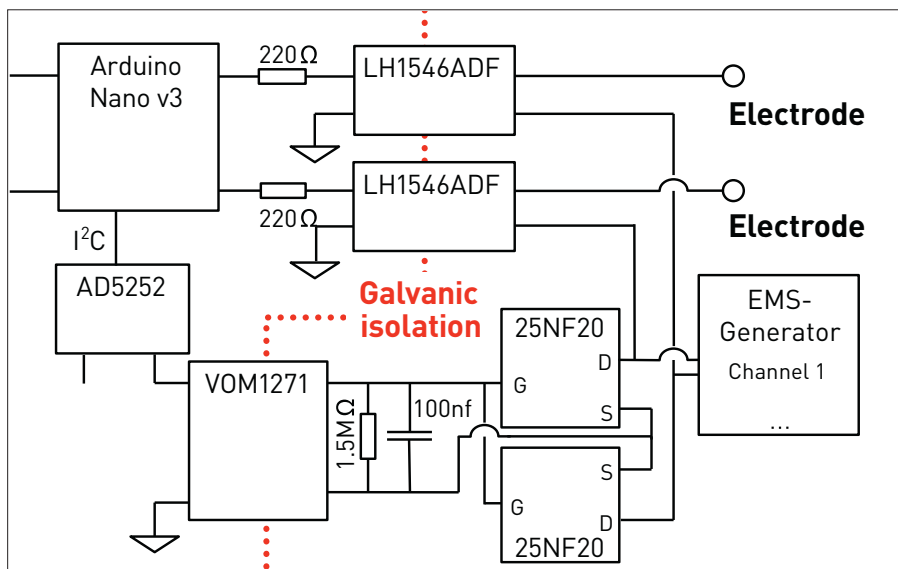 Arduino
Nano v3
220Ω
LH1546ADF
Electrode
LH1546ADF
220Ω
Electrode
I²C
AD5252
Galvanic
isolation
EMS-
Generator
Channel 1
...
25NF20
D
G
S
VOM1271
1.5MΩ
100nf
S
G
D
25NF20